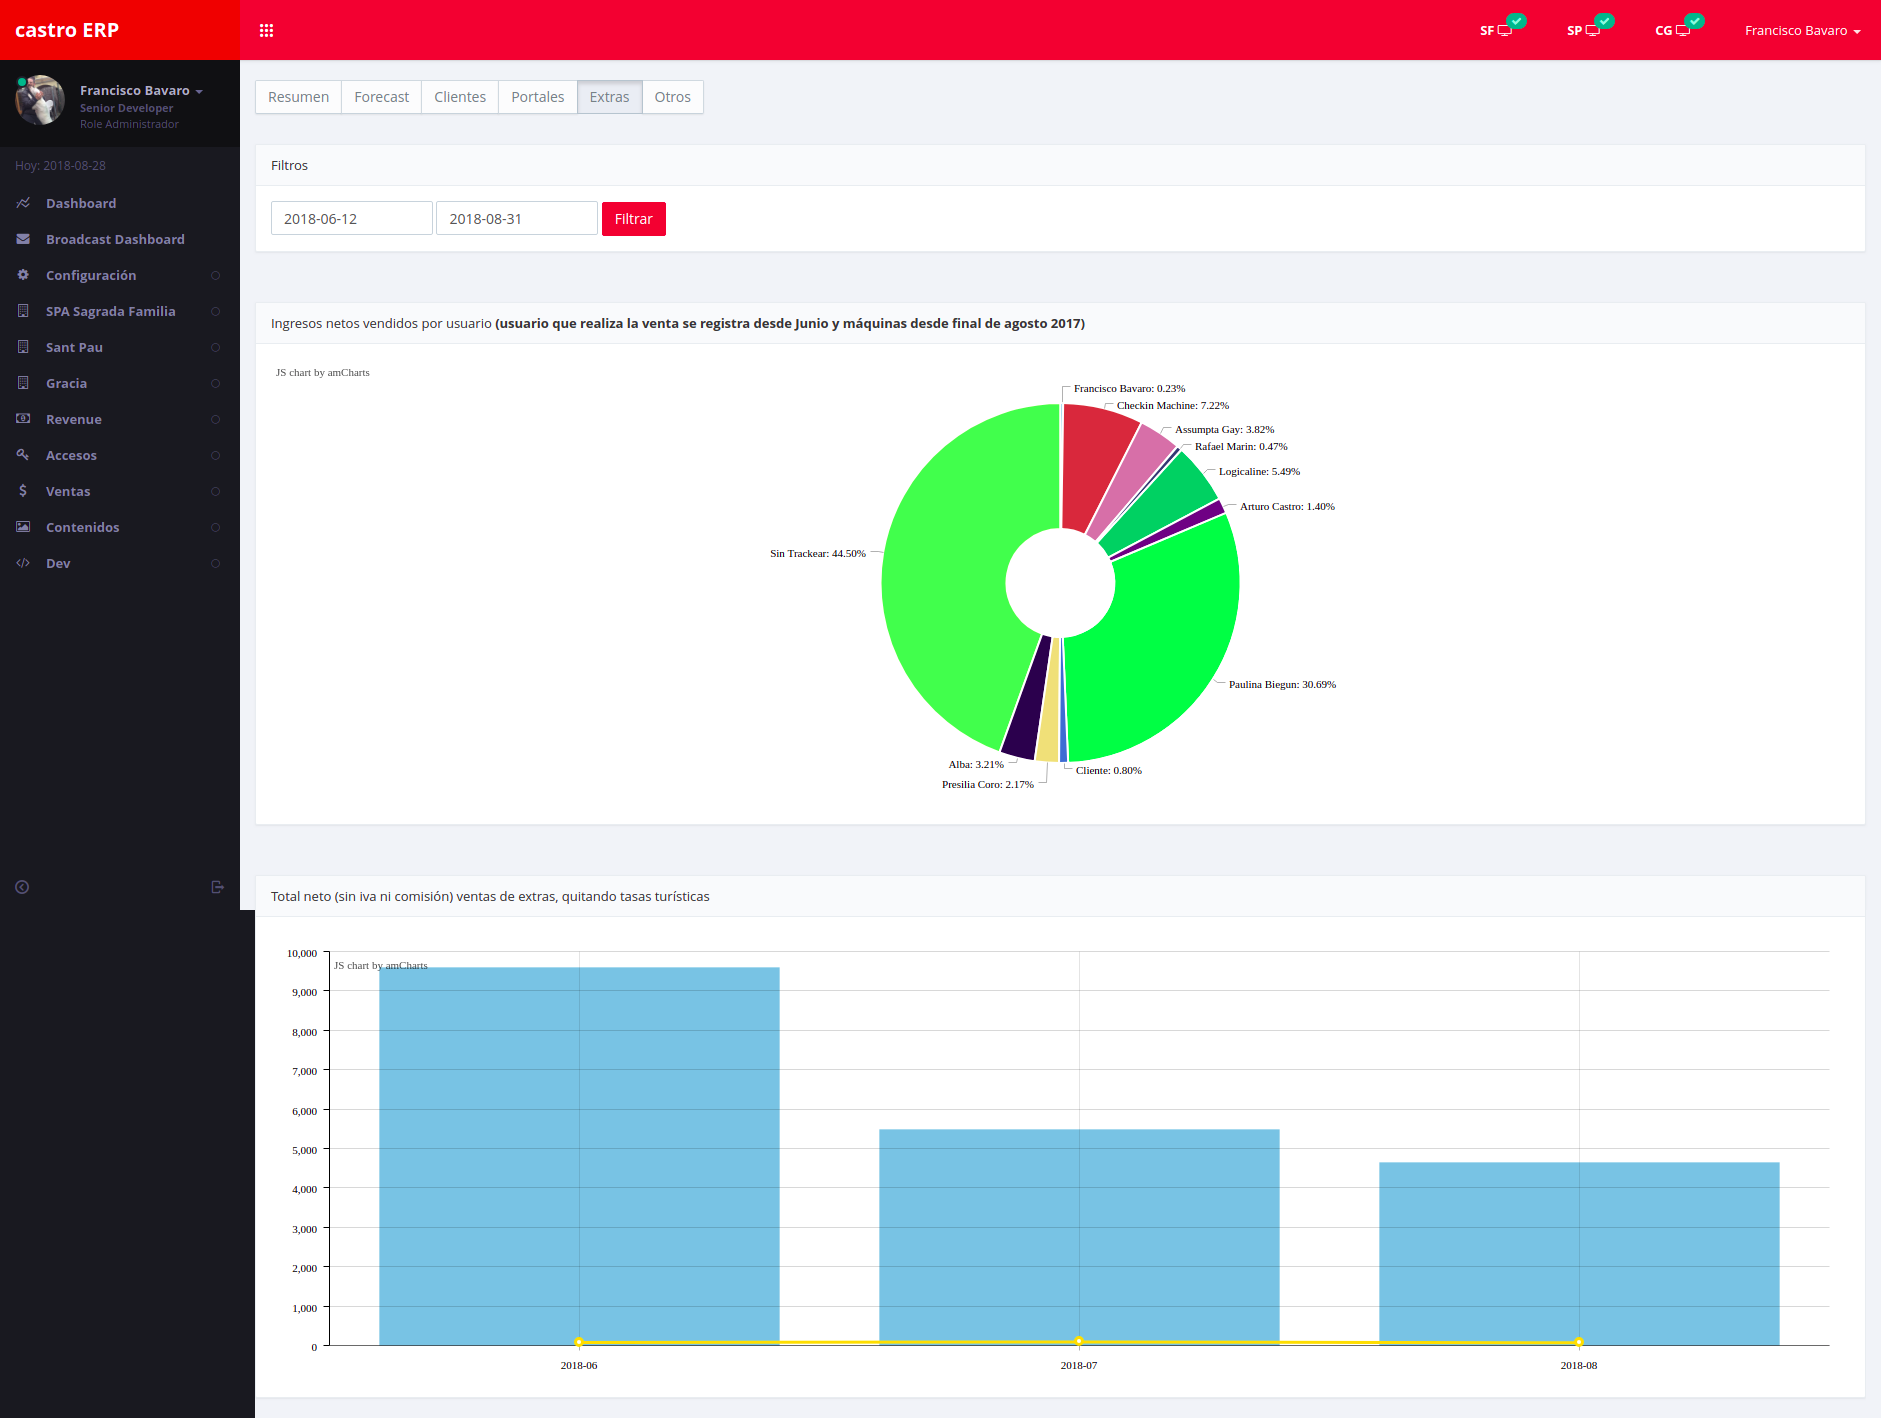 castro ERP
SF
SP
CG
Francisco Bavaro
Francisco Bavaro
Senior Developer
Role Administrador
Hoy: 2018-08-28
Dashboard
Broadcast Dashboard
Configuración
SPA Sagrada Familia
Sant Pau
Gracia
Revenue
Accesos
Ventas
Contenidos
Dev
Resumen Forecast Clientes Portales Extras Otros
Filtros
2018-06-12 2018-08-31 Filtrar
Ingresos netos vendidos por usuario (usuario que realiza la venta se registra desde Junio y máquinas desde final de agosto 2017)
JS chart by amCharts
Francisco Bavaro: 0.23%
Checkin Machine: 7.22%
Assumpta Gay: 3.82%
Rafael Marin: 0.47%
Logicaline: 5.49%
Arturo Castro: 1.40%
Sin Trackear: 44.50%
Paulina Biegun: 30.69%
Alba: 3.21%
Cliente: 0.80%
Presilia Coro: 2.17%
Total neto (sin iva ni comisión) ventas de extras, quitando tasas turísticas
10,000
JS chart by amCharts
9,000
8,000
7,000
6,000
5,000
4,000
3,000
2,000
1,000
0
2018-06 2018-07 2018-08